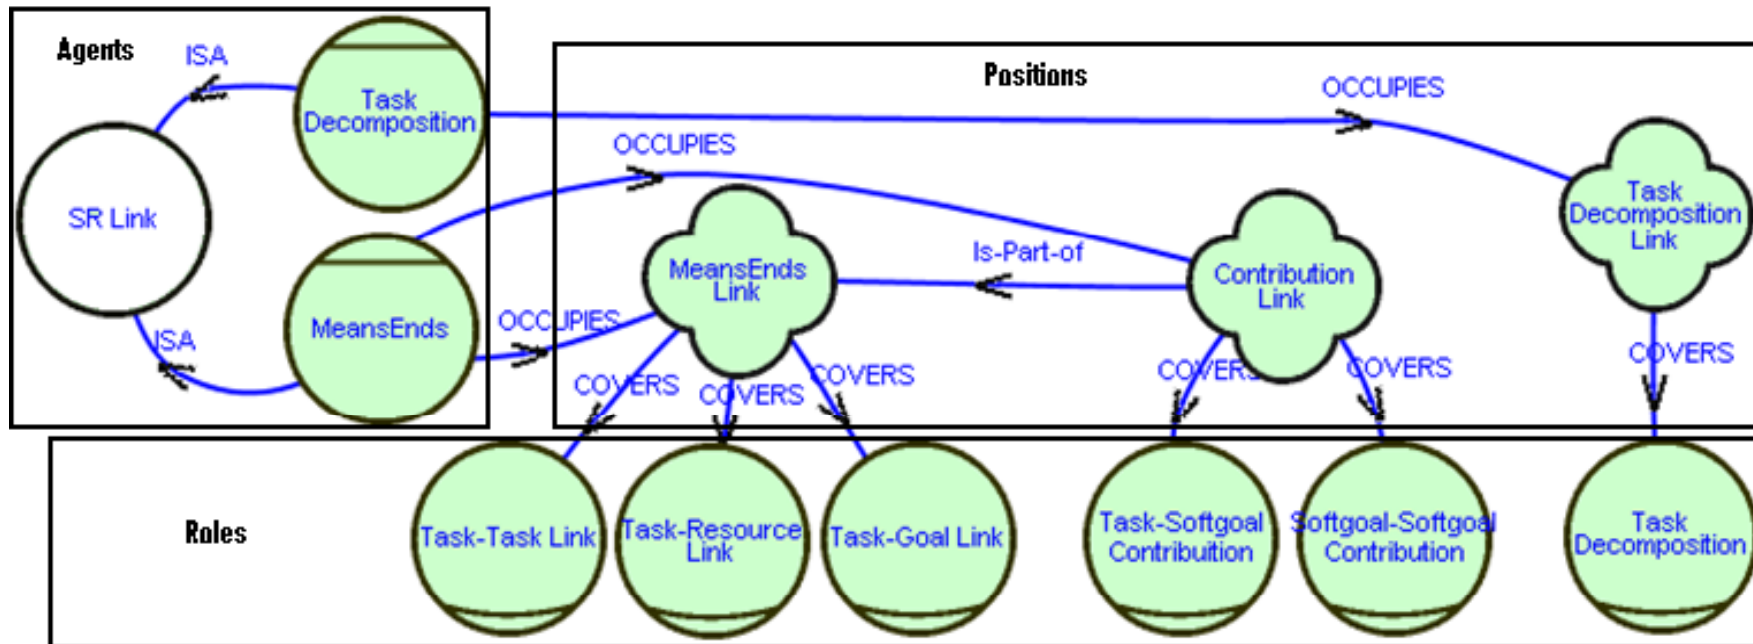 Agents
ISA
Task
Decomposition
SR Link
MeansEnds
ISA
Positions
OCCUPIES
OCCUPIES
OCCUPIES
Is-Part-of
MeansEnds
Link
Contribution
Link
Task
Decomposition
Link
COVERS
COVERS
COVERS
COVERS
COVERS
COVERS
Roles
Task-Task Link
Task-Resource
Link
Task-Goal Link
Task-Softgoal
Contribuition
Softgoal-Softgoal
Contribution
Task
Decomposition